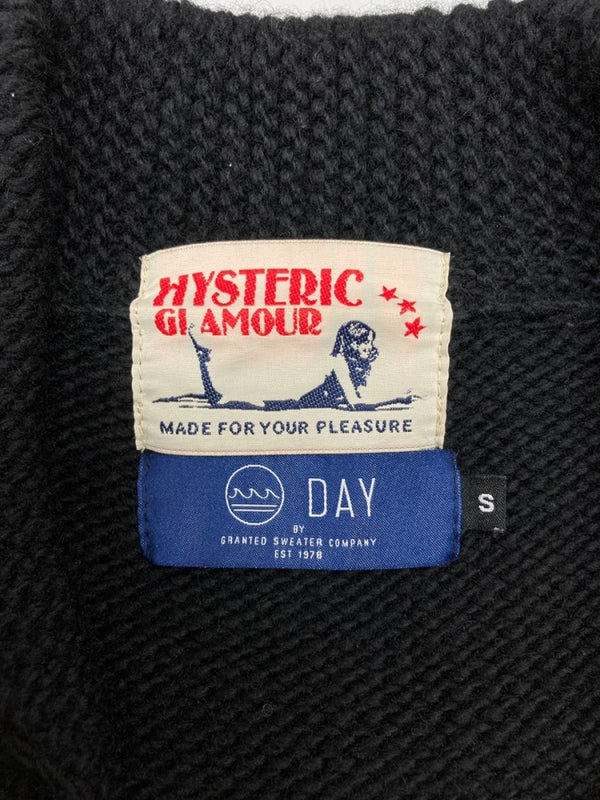 HYSTERIC
GLAMOUR
MADE FOR YOUR PLEASURE
DAY
BY
GRANTED SWEATER COMPANY
EST 1978
S